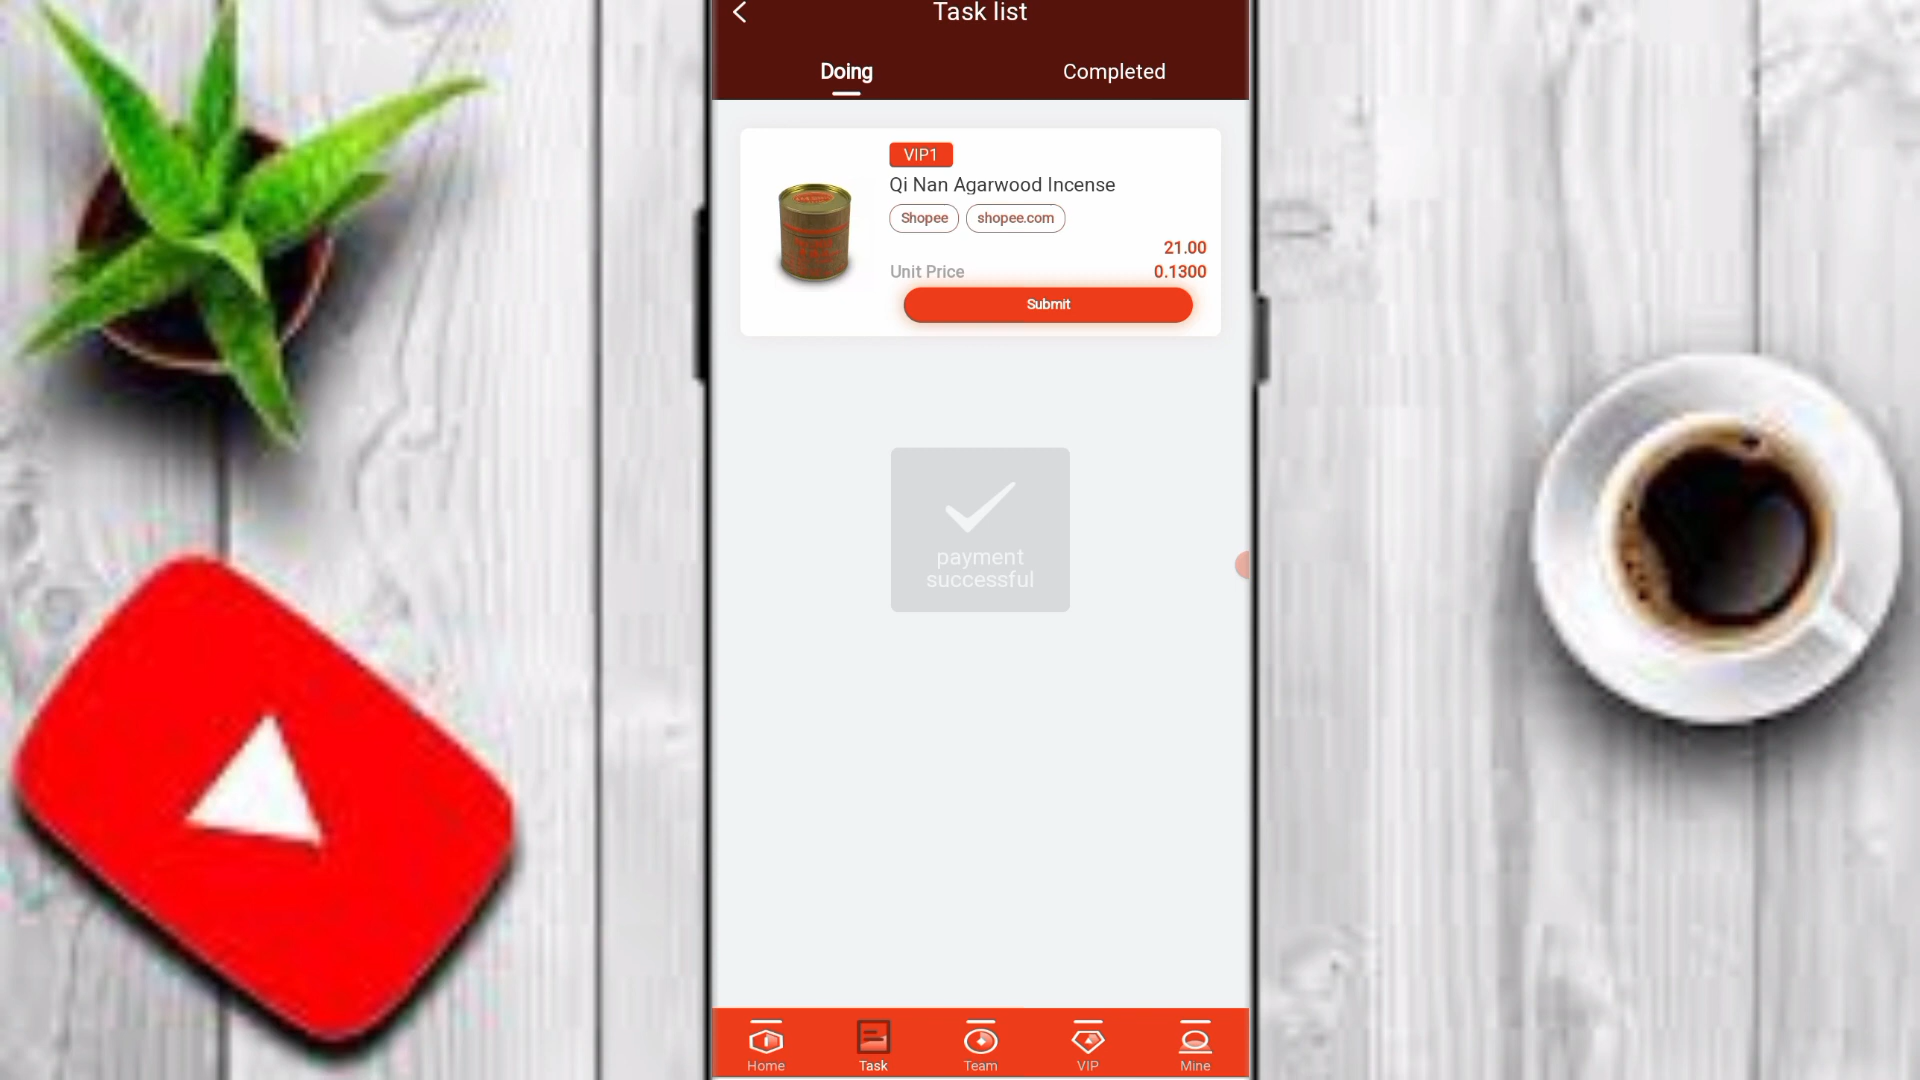 Task list
Doing
Completed
VIP1
Qi Nan Agarwood Incense
Shopee
shopee.com
21.00
Unit Price
0.1300
Submit
payment
successful
Home
Task
Team
VIP
Mine